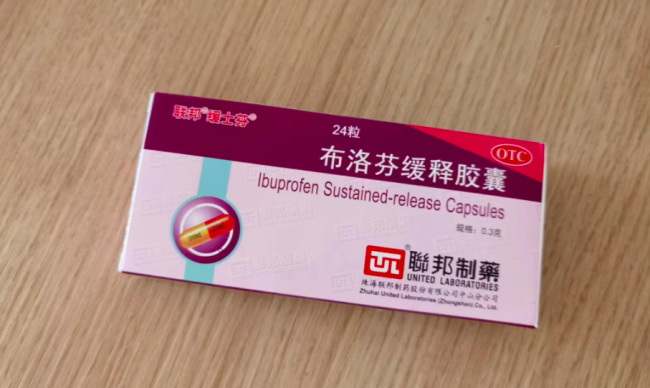 联邦®缓士芬®
24粒
OTC
布洛芬缓释胶囊
Ibuprofen Sustained-release Capsules
规格：0.3克
®聯邦制藥
UNITED LABORATORIES
珠海联邦制药股份有限公司中山分公司
Zhuhai United Laboratories (Zhongshan) Co., Ltd.